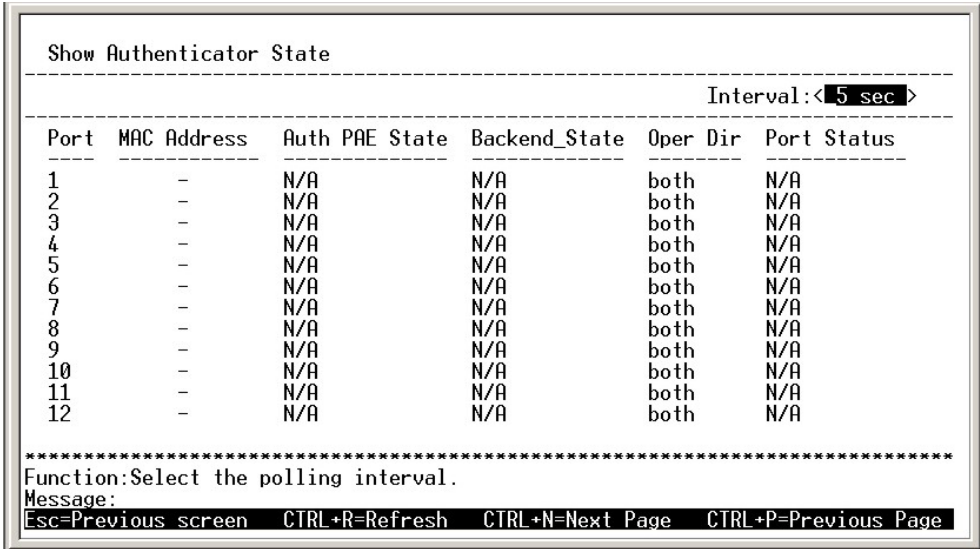 Show Authenticator State
Interval:< 5 sec >
Port MAC Address Auth PAE State Backend_State Oper Dir Port Status
1 - N/A N/A both N/A
2 - N/A N/A both N/A
3 - N/A N/A both N/A
4 - N/A N/A both N/A
5 - N/A N/A both N/A
6 - N/A N/A both N/A
7 - N/A N/A both N/A
8 - N/A N/A both N/A
9 - N/A N/A both N/A
10 - N/A N/A both N/A
11 - N/A N/A both N/A
12 - N/A N/A both N/A
Function:Select the polling interval.
Message:
Esc=Previous screen CTRL+R=Refresh CTRL+N=Next Page CTRL+P=Previous Page